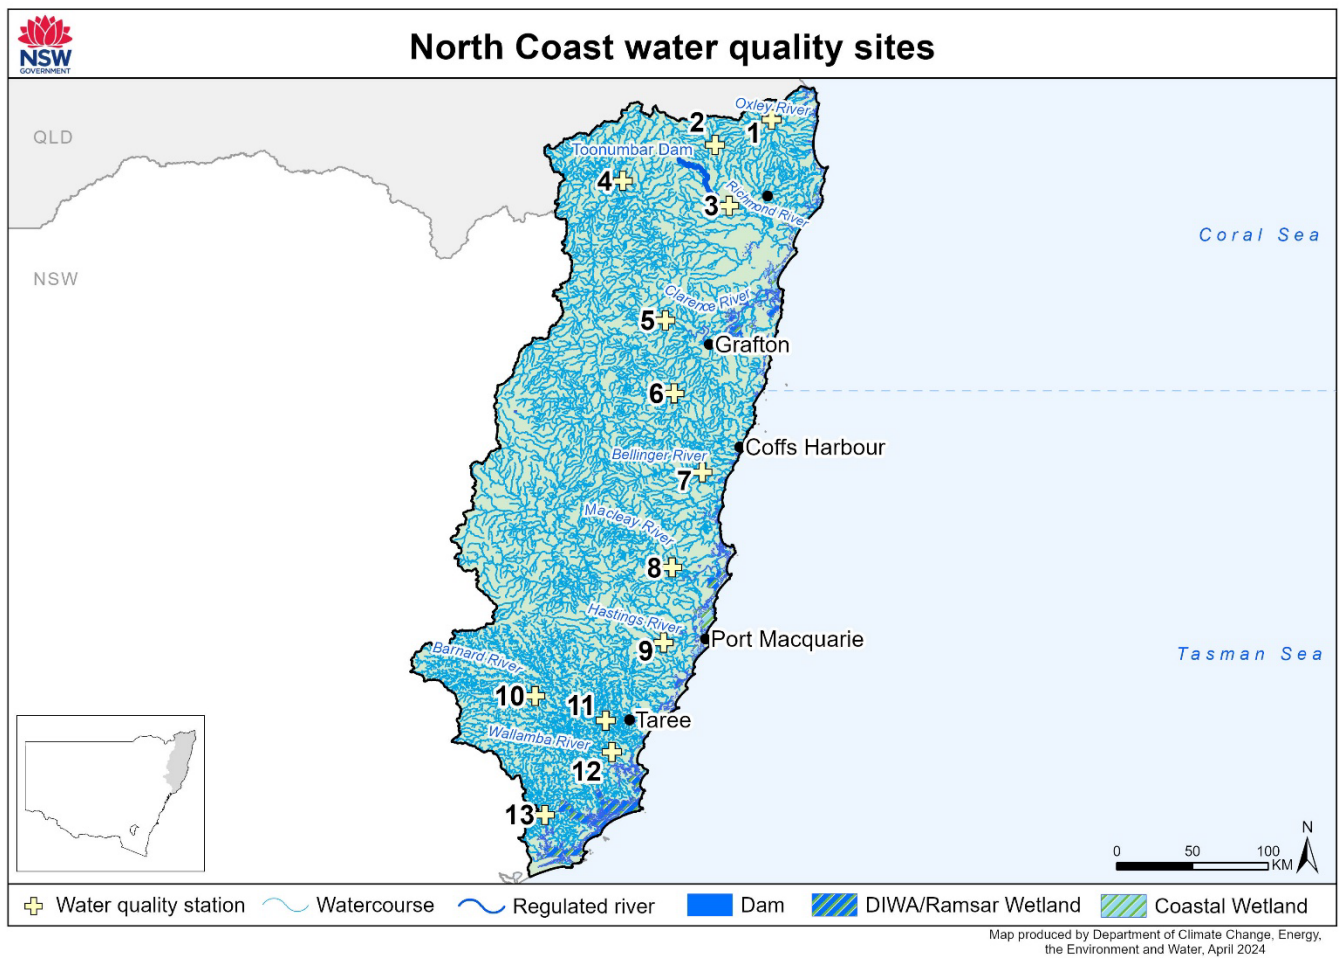 NSW
GOVERNMENT
North Coast water quality sites
QLD
NSW
Oxley River
1
2
Toonumbar Dam
4
3
Richmond River
Coral Sea
Clarence River
5
Grafton
6
Coffs Harbour
Bellinger River
7
Macleay River
8
Hastings River
9
Port Macquarie
Barnard River
10
11
Taree
Wallamba River
12
13
Tasman Sea
N
0 50 100
KM
Water quality station
Watercourse
Regulated river
Dam
DIWA/Ramsar Wetland
Coastal Wetland
Map produced by Department of Climate Change, Energy,
the Environment and Water, April 2024